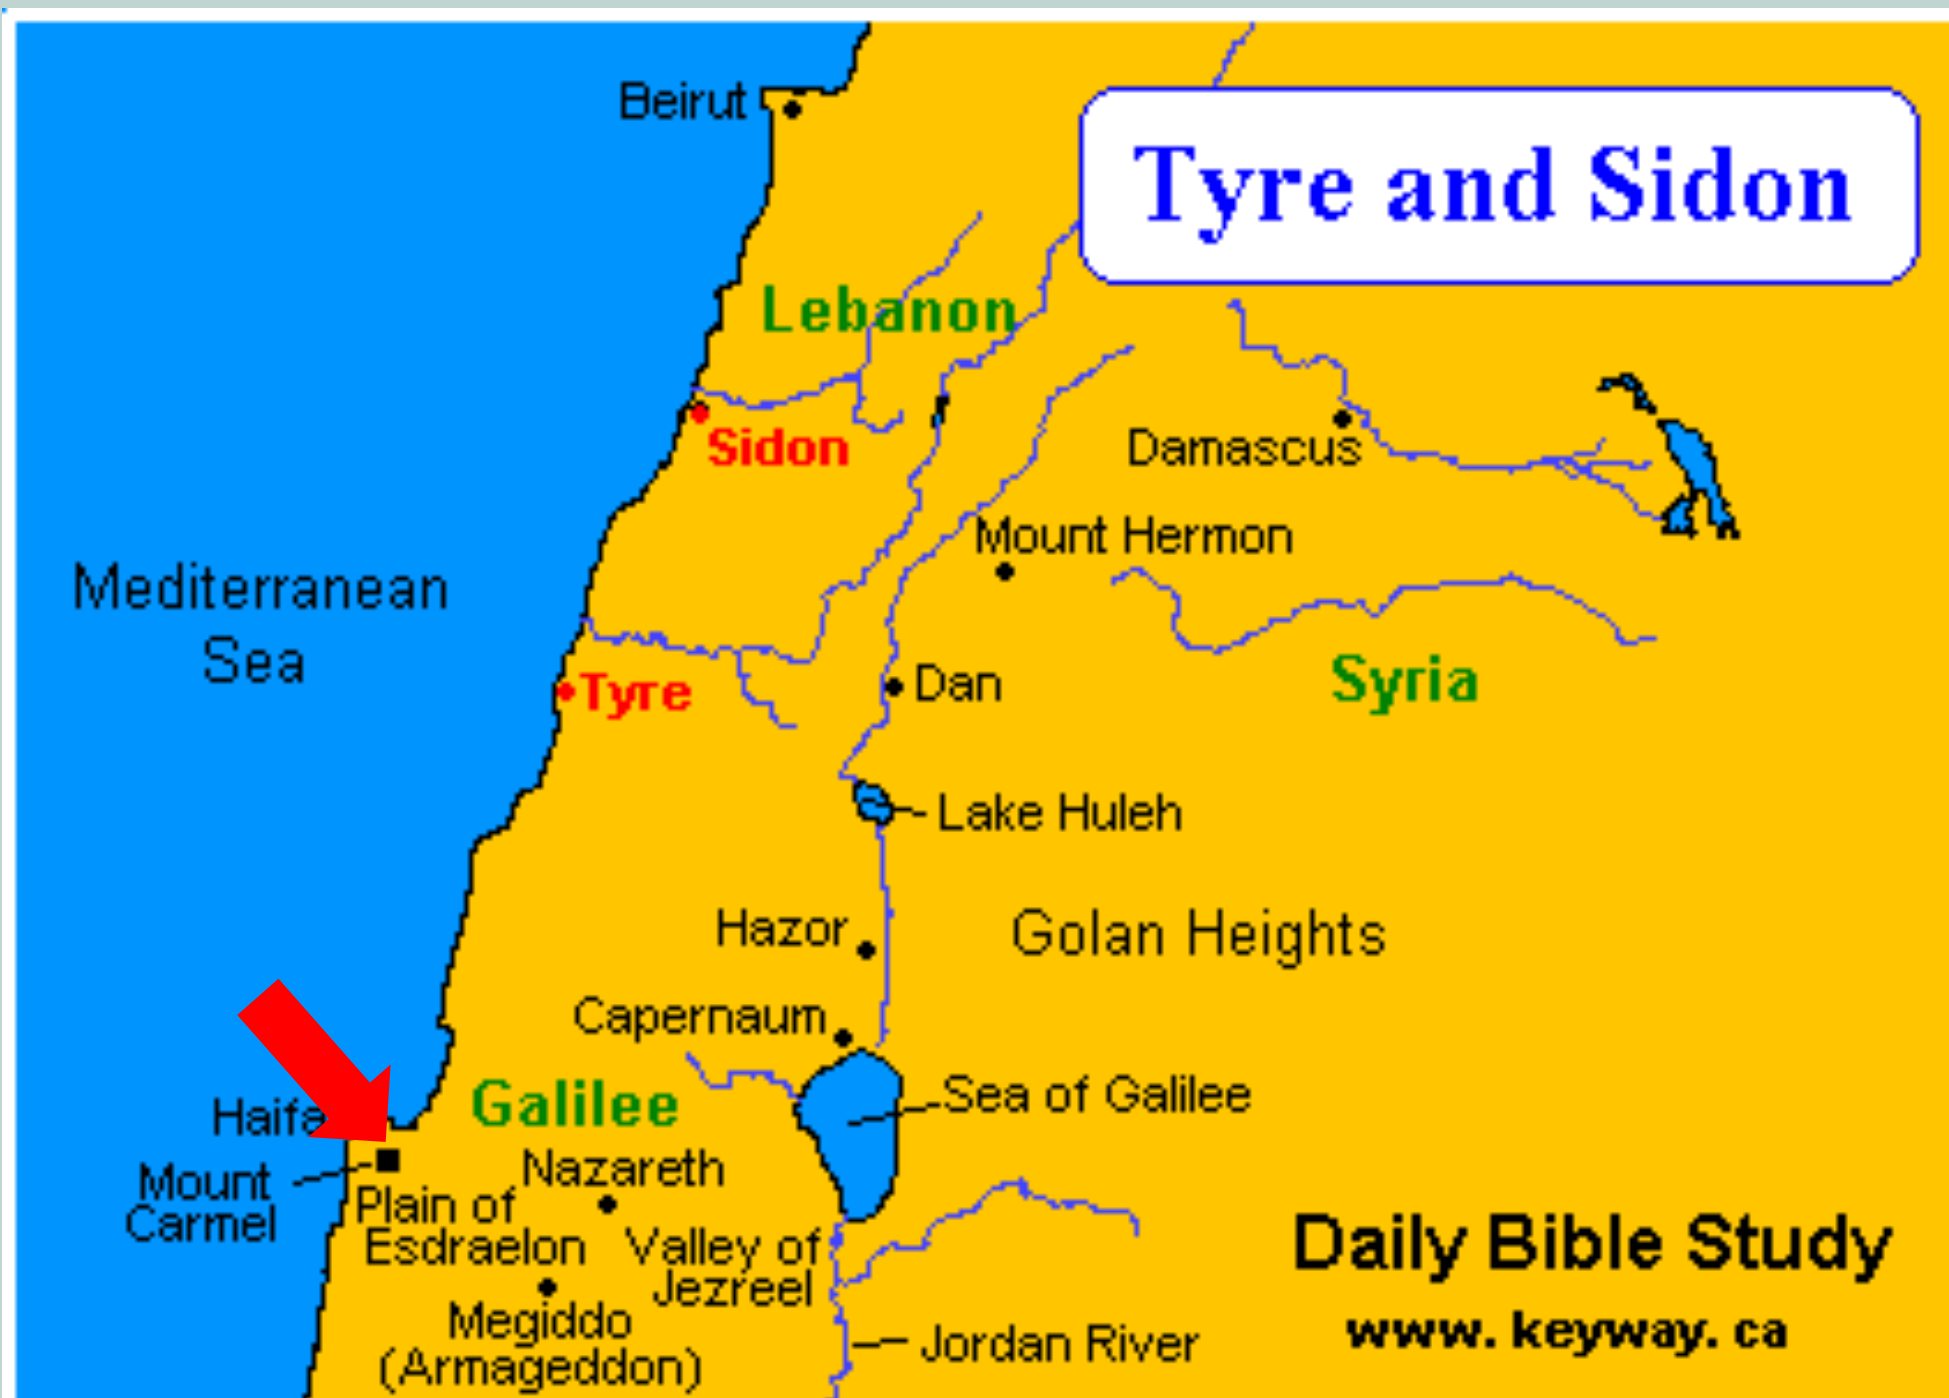 Beirut
Tyre and Sidon
Lebanon
Sidon
Damascus
Mount Hermon
Mediterranean
Sea
Syria
Dan
Tyre
Lake Huleh
Hazor
Golan Heights
Capernaum
Sea of Galilee
Galilee
Haifa
Mount
Carmel
Nazareth
Plain of
Esdraelon
Valley of
Jezreel
Megiddo
(Armageddon)
Jordan River
Daily Bible Study
www.keyway.ca